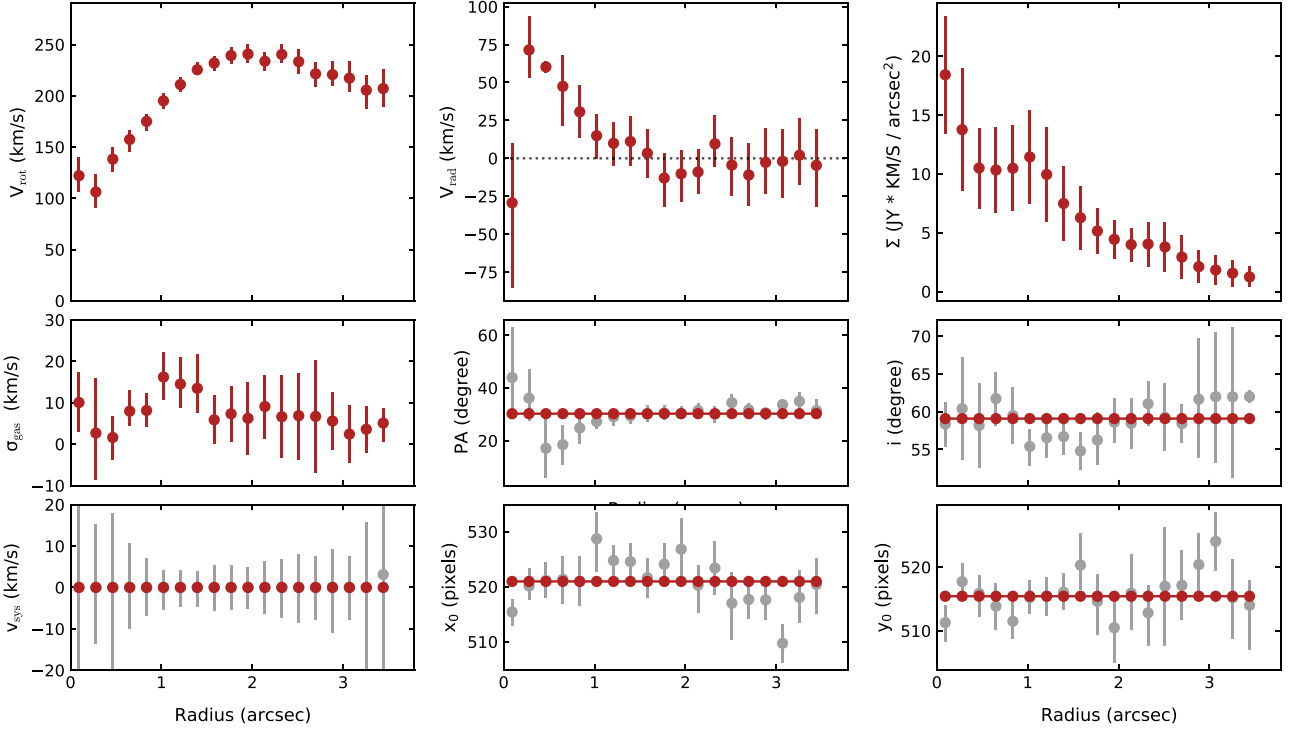 250
200
150
100
50
0
V_rot (km/s)
100
75
50
25
0
−25
−50
−75
V_rad (km/s)
20
15
10
5
0
Σ (JY * KM/S / arcsec²)
30
20
10
0
−10
σ_gas (km/s)
60
40
20
PA (degree)
70
65
60
55
i (degree)
20
10
0
−10
−20
v_sys (km/s)
0 1 2 3
Radius (arcsec)
530
520
510
x_0 (pixels)
0 1 2 3
520
510
y_0 (pixels)
0 1 2 3
Radius (arcsec)